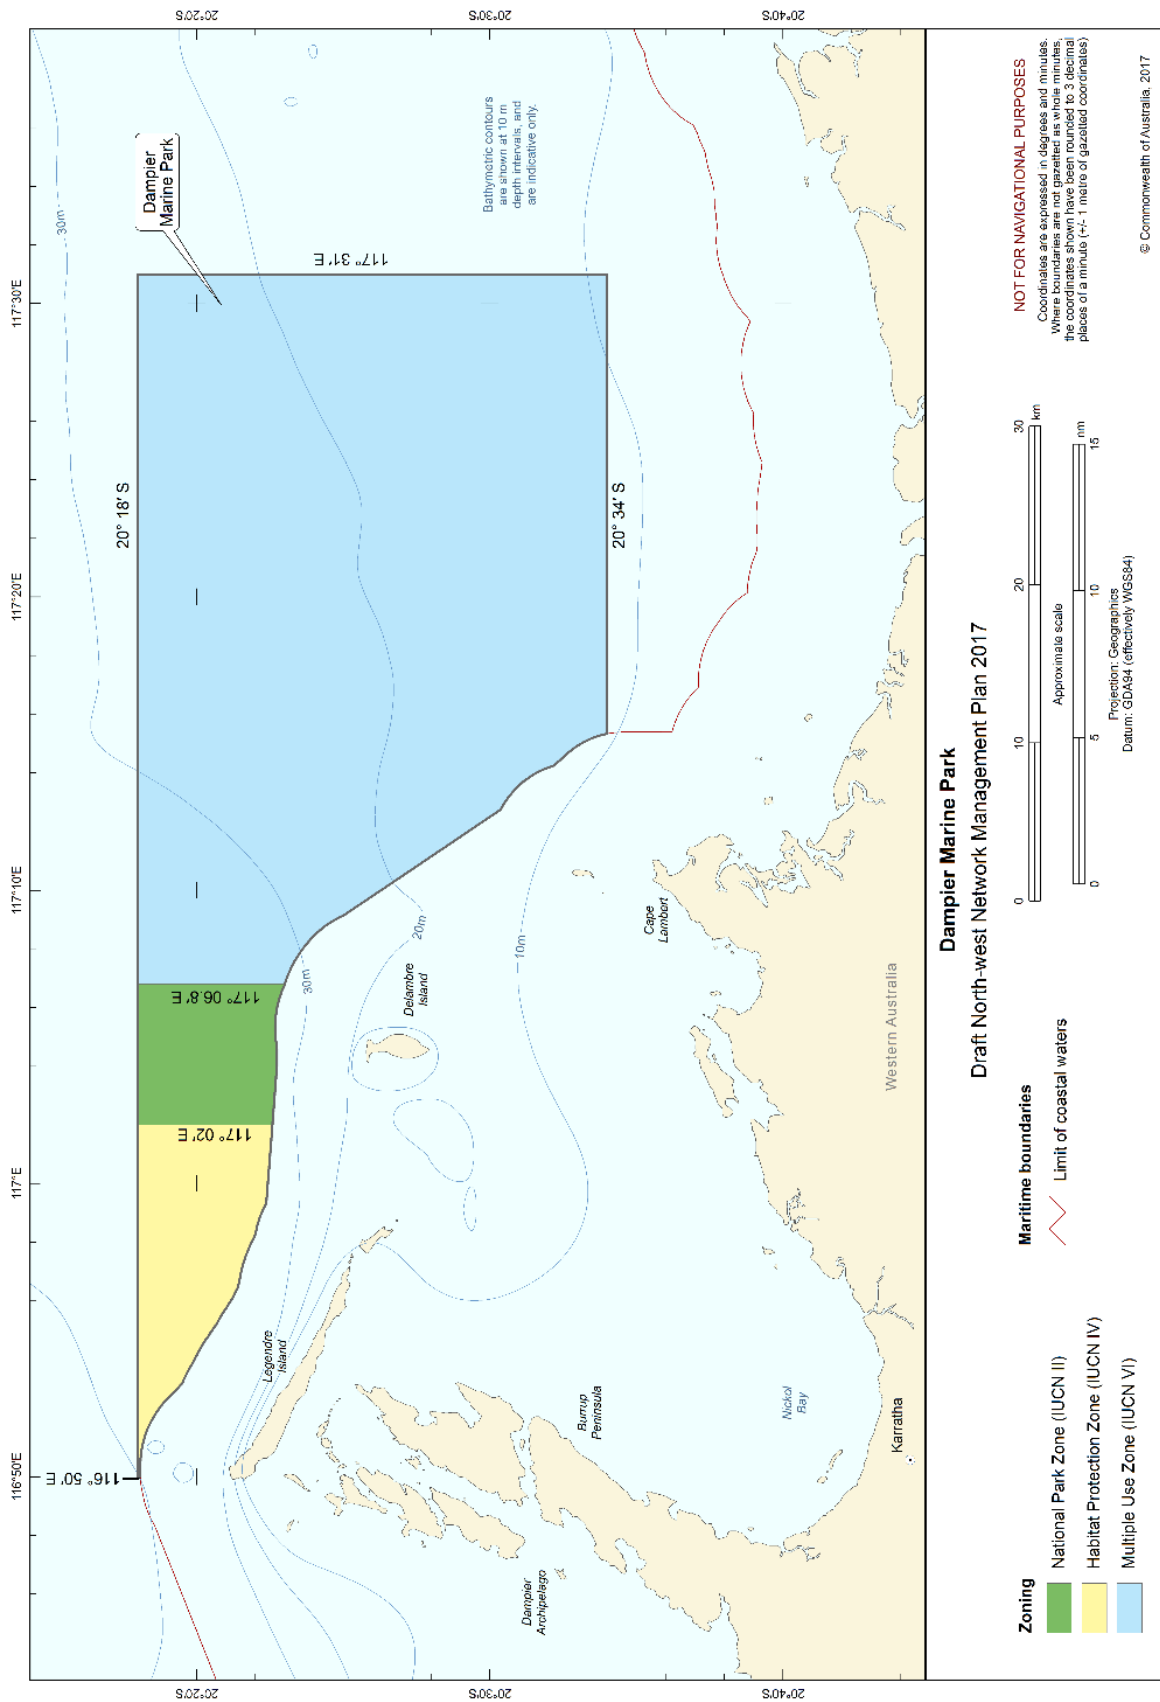 116°50'E
117°E
117°10'E
117°20'E
117°30'E
20°20'S
20°30'S
20°40'S
20°20'S
20°30'S
20°40'S
116° 50' E
20° 18' S
117° 02' E
117° 06.8' E
117° 31' E
20° 34' S
Dampier
Marine Park
30m
30m
20m
10m
Bathymetric contours
are shown at 10 m
depth intervals, and
are indicative only.
Legendre
Island
Delambre
Island
Dampier
Archipelago
Burrup
Peninsula
Nickol
Bay
Karratha
Cape
Lambert
Western Australia
Dampier Marine Park
Draft North-west Network Management Plan 2017
Zoning
National Park Zone (IUCN II)
Habitat Protection Zone (IUCN IV)
Multiple Use Zone (IUCN VI)
Maritime boundaries
Limit of coastal waters
0
10
20
30
km
Approximate scale
0
5
10
15
nm
Projection: Geographics
Datum: GDA94 (effectively WGS84)
NOT FOR NAVIGATIONAL PURPOSES
Coordinates are expressed in degrees and minutes.
Where boundaries are not gazetted as whole minutes,
the coordinates shown have been rounded to 3 decimal
places of a minute (+/- 1 metre of gazetted coordinates)
© Commonwealth of Australia, 2017